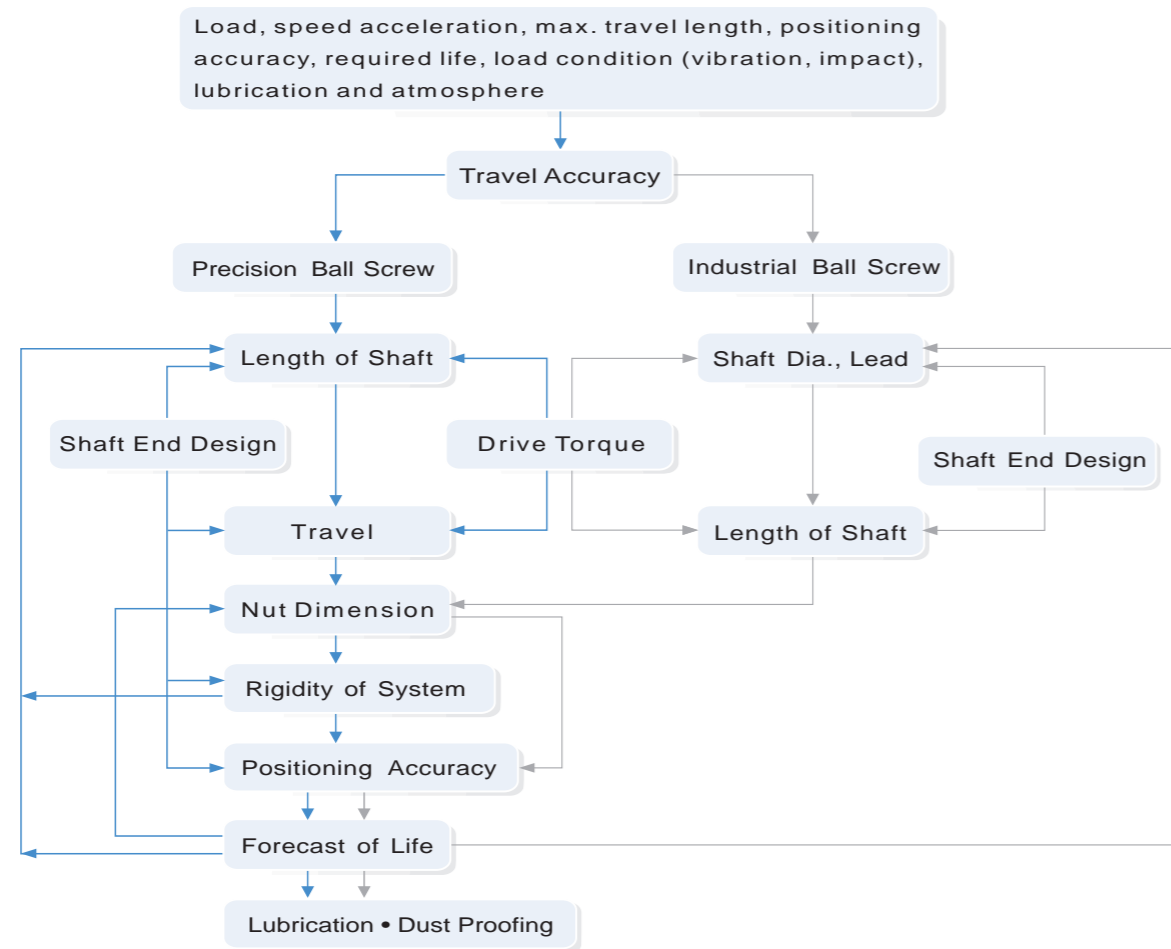 Load, speed acceleration, max. travel length, positioning
accuracy, required life, load condition (vibration, impact),
lubrication and atmosphere
Travel Accuracy
Precision Ball Screw
Industrial Ball Screw
Length of Shaft
Shaft Dia., Lead
Shaft End Design
Drive Torque
Shaft End Design
Travel
Length of Shaft
Nut Dimension
Rigidity of System
Positioning Accuracy
Forecast of Life
Lubrication • Dust Proofing